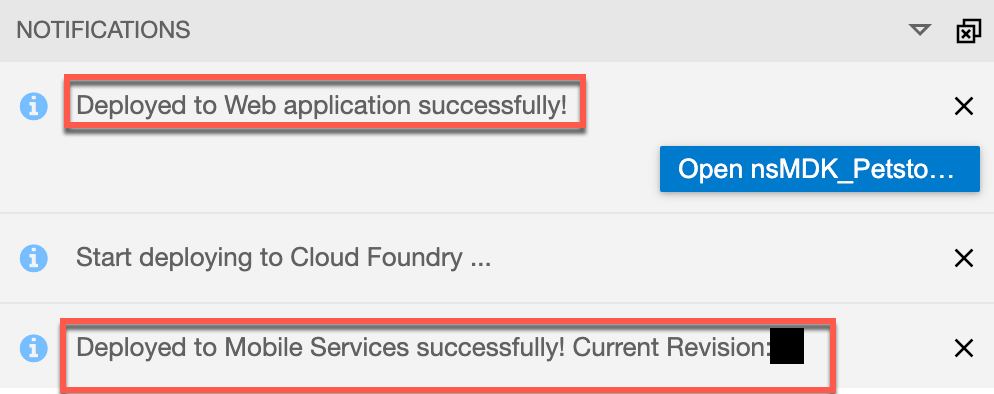 NOTIFICATIONS
Deployed to Web application successfully!
Open nsMDK_Petsto...
Start deploying to Cloud Foundry ...
Deployed to Mobile Services successfully! Current Revision: